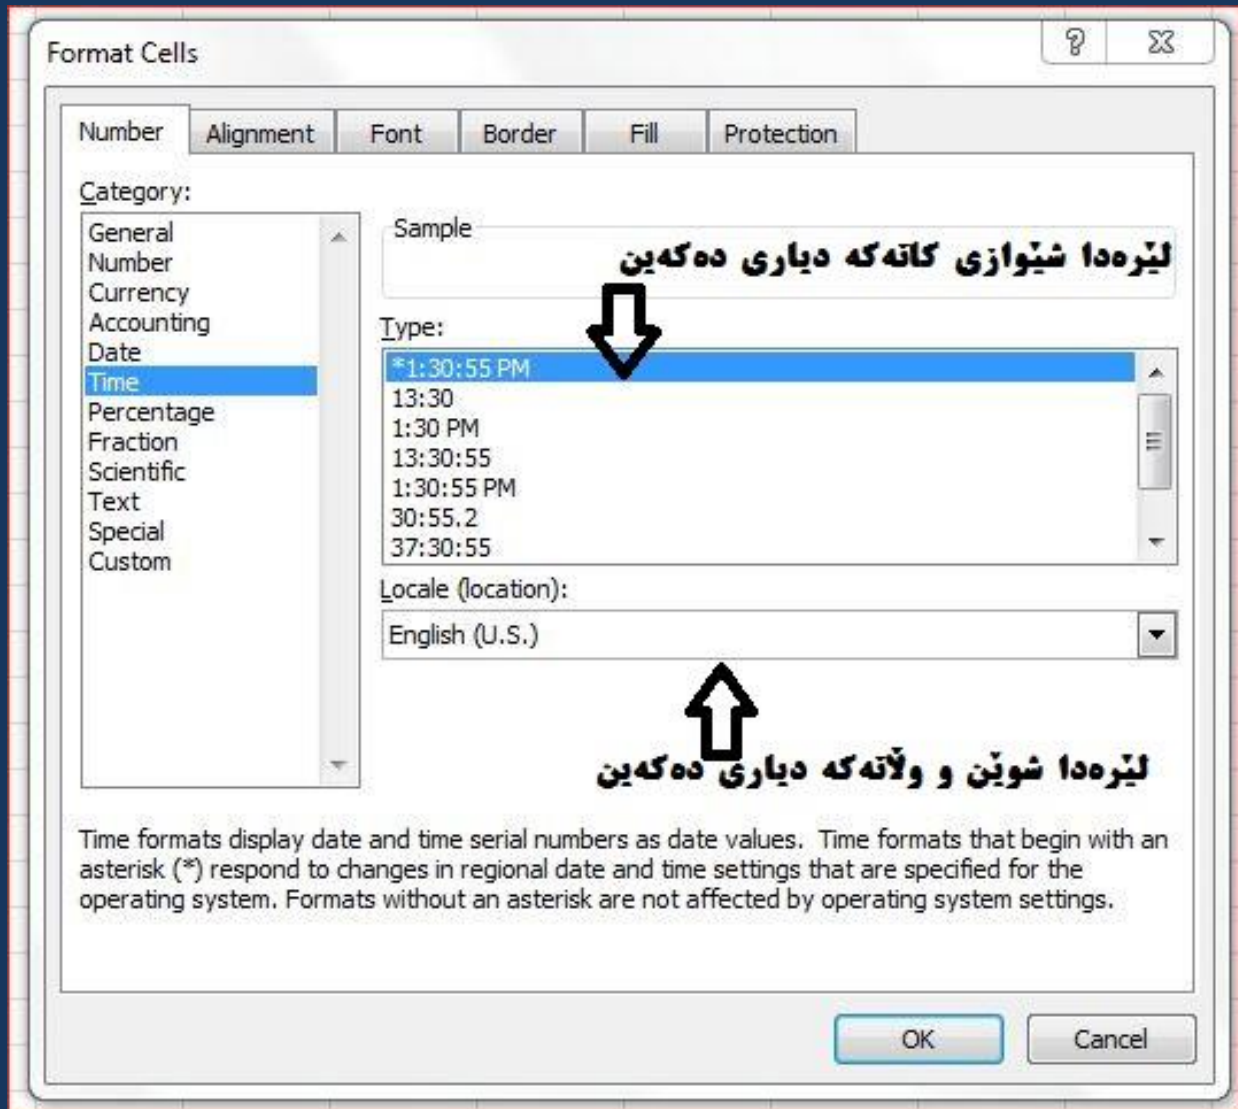 Format Cells
Number Alignment Font Border Fill Protection
Category:
General
Number
Currency
Accounting
Date
Time
Percentage
Fraction
Scientific
Text
Special
Custom
Sample
لێرەدا شێوازی کاتەکە دیاری دەکەین
Type:
*1:30:55 PM
13:30
1:30 PM
13:30:55
1:30:55 PM
30:55.2
37:30:55
Locale (location):
English (U.S.)
لێرەدا شوێن و وڵاتەکە دیاری دەکەین
Time formats display date and time serial numbers as date values. Time formats that begin with an
asterisk (*) respond to changes in regional date and time settings that are specified for the
operating system. Formats without an asterisk are not affected by operating system settings.
OK Cancel